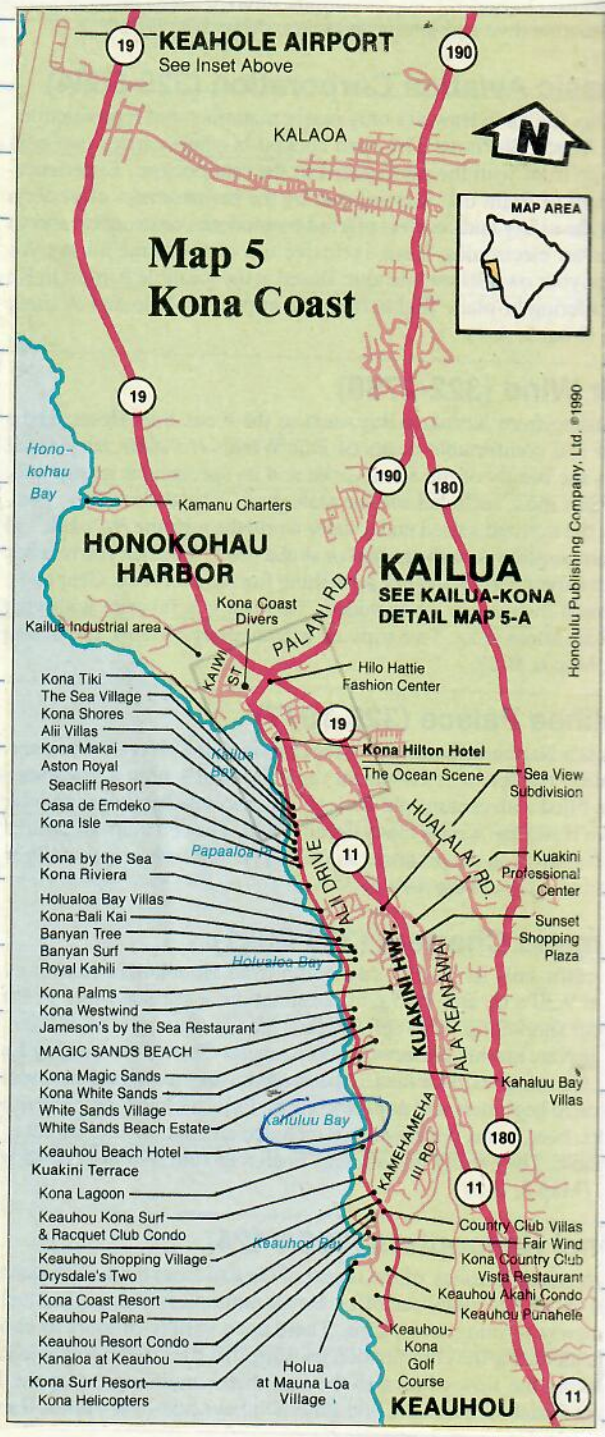 19
KEAHOLE AIRPORT
See Inset Above
190
KALAOA
N
MAP AREA
Map 5
Kona Coast
19
Honolulu Publishing Company, Ltd. ©1990
Hono-
kohau
Bay
190
180
Kamanu Charters
HONOKOHAU
HARBOR
KAILUA
SEE KAILUA-KONA
DETAIL MAP 5-A
PALANI RD.
Kona Coast
Divers
Kailua Industrial area
KAIWI
ST.
Hilo Hattie
Fashion Center
Kona Tiki
The Sea Village
Kona Shores
Alii Villas
Kona Makai
Aston Royal
Seacliff Resort
Casa de Emdeko
Kona Isle
Kona by the Sea
Kona Riviera
Holualoa Bay Villas
Kona Bali Kai
Banyan Tree
Banyan Surf
Royal Kahili
Kona Palms
Kona Westwind
Jameson's by the Sea Restaurant
MAGIC SANDS BEACH
Kona Magic Sands
Kona White Sands
White Sands Village
White Sands Beach Estate
Keauhou Beach Hotel
Kuakini Terrace
Kona Lagoon
Keauhou Kona Surf
& Racquet Club Condo
Keauhou Shopping Village
Drysdale's Two
Kona Coast Resort
Keauhou Palena
Keauhou Resort Condo
Kanaloa at Keauhou
Kona Surf Resort
Kona Helicopters
19
Kailua
Bay
Kona Hilton Hotel
The Ocean Scene
Sea View
Subdivision
HUALALAI RD.
Papaaloa Pt.
ALII DRIVE
11
Kuakini
Professional
Center
Sunset
Shopping
Plaza
Holualoa Bay
KUAKINI HWY.
ALA KEANAWAI
Kahaluu Bay
Villas
Kahuluu Bay
KAMEHAMEHA
III RD.
180
11
Keauhou Bay
Country Club Villas
Fair Wind
Kona Country Club
Vista Restaurant
Keauhou Akahi Condo
Keauhou Punahele
Keauhou-
Kona
Golf
Course
Holua
at Mauna Loa
Village
KEAUHOU
11